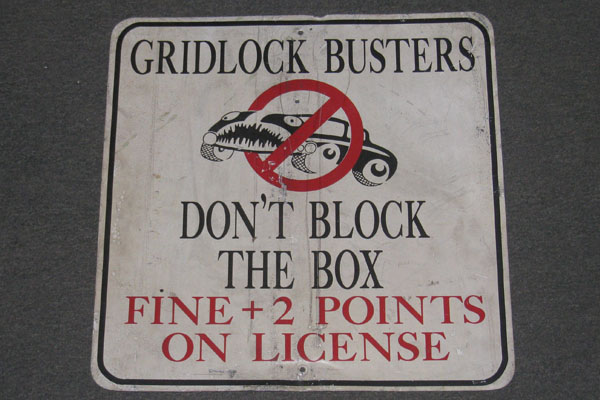 GRIDLOCK BUSTERS
DON'T BLOCK
THE BOX
FINE + 2 POINTS
ON LICENSE